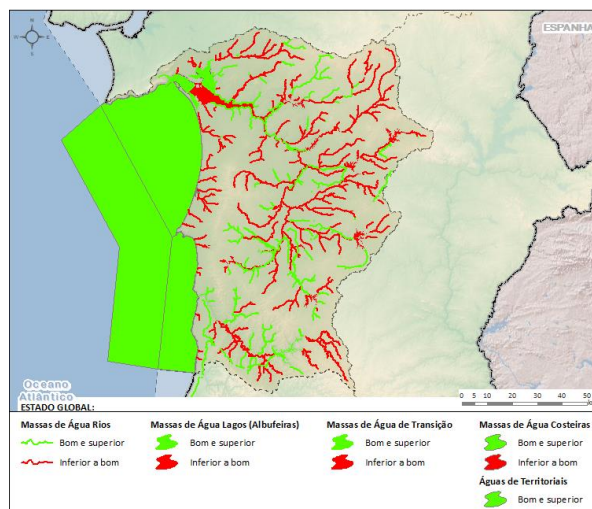 ESPANHA
Oceano
Atlântico
0 5 10 20 30 40 50
ESTADO GLOBAL:
Massas de Água Rios
Bom e superior
Inferior a bom
Massas de Água Lagos (Albufeiras)
Bom e superior
Inferior a bom
Massas de Água de Transição
Bom e superior
Inferior a bom
Massas de Água Costeiras
Bom e superior
Inferior a bom
Águas de Territoriais
Bom e superior